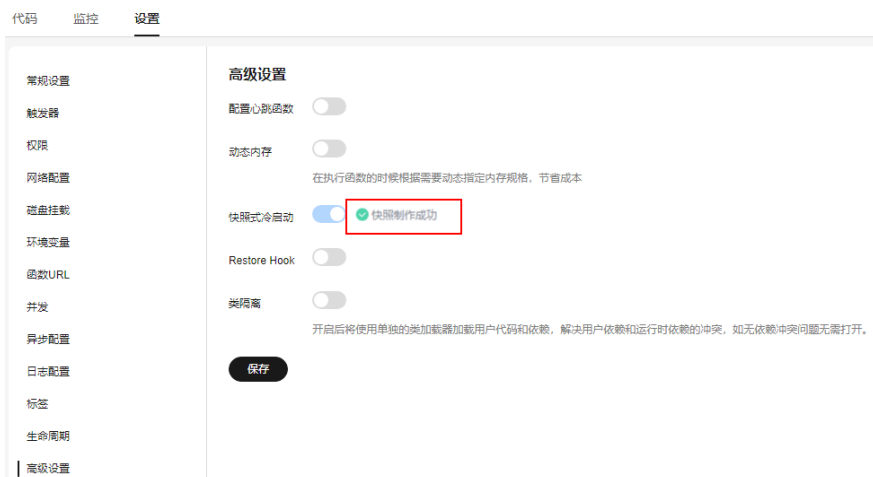 代码 监控 设置
常规设置
触发器
权限
网络配置
磁盘挂载
环境变量
函数URL
并发
异步配置
日志配置
标签
生命周期
高级设置
高级设置
配置心跳函数
动态内存
在执行函数的时候根据需要动态指定内存规格，节省成本
快照式冷启动 快照制作成功
Restore Hook
类隔离
开启后将使用单独的类加载器加载用户代码和依赖，解决用户依赖和运行时依赖的冲突，如无依赖冲突问题无需打开。
保存